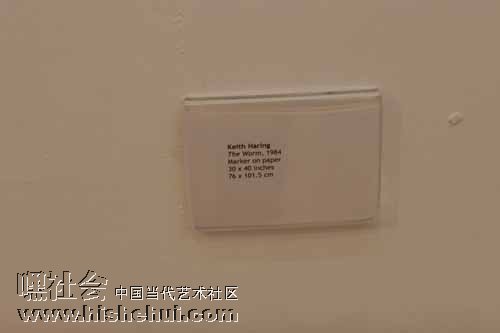 Keith Haring
The Worm, 1984
Marker on paper
30 x 40 inches
76 x 101.5 cm
嘿社会 中国当代艺术社区
www.hishehui.com